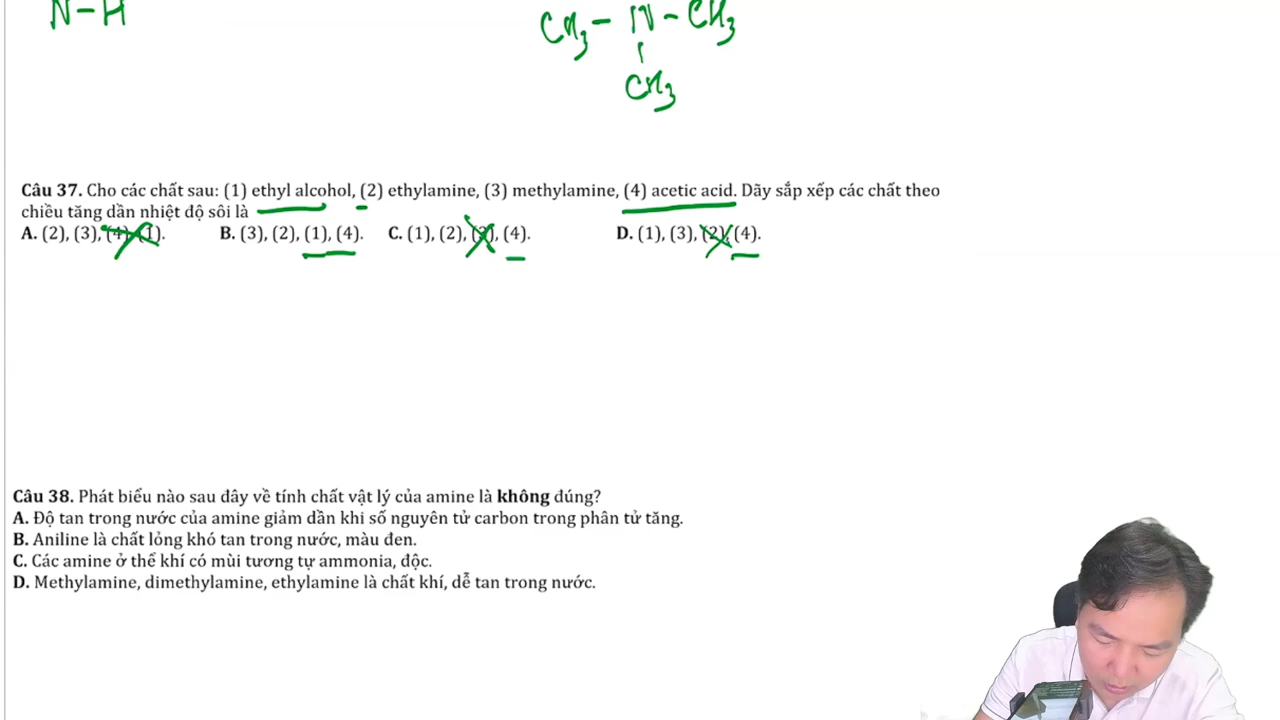 N-H
CH3- N -CH3
CH3
Câu 37. Cho các chất sau: (1) ethyl alcohol, (2) ethylamine, (3) methylamine, (4) acetic acid. Dãy sắp xếp các chất theo
chiều tăng dần nhiệt độ sôi là
A. (2), (3), (4), (1). B. (3), (2), (1), (4). C. (1), (2), (3), (4). D. (1), (3), (2), (4).
Câu 38. Phát biểu nào sau đây về tính chất vật lý của amine là không đúng?
A. Độ tan trong nước của amine giảm dần khi số nguyên tử carbon trong phân tử tăng.
B. Aniline là chất lỏng khó tan trong nước, màu đen.
C. Các amine ở thể khí có mùi tương tự ammonia, độc.
D. Methylamine, dimethylamine, ethylamine là chất khí, dễ tan trong nước.